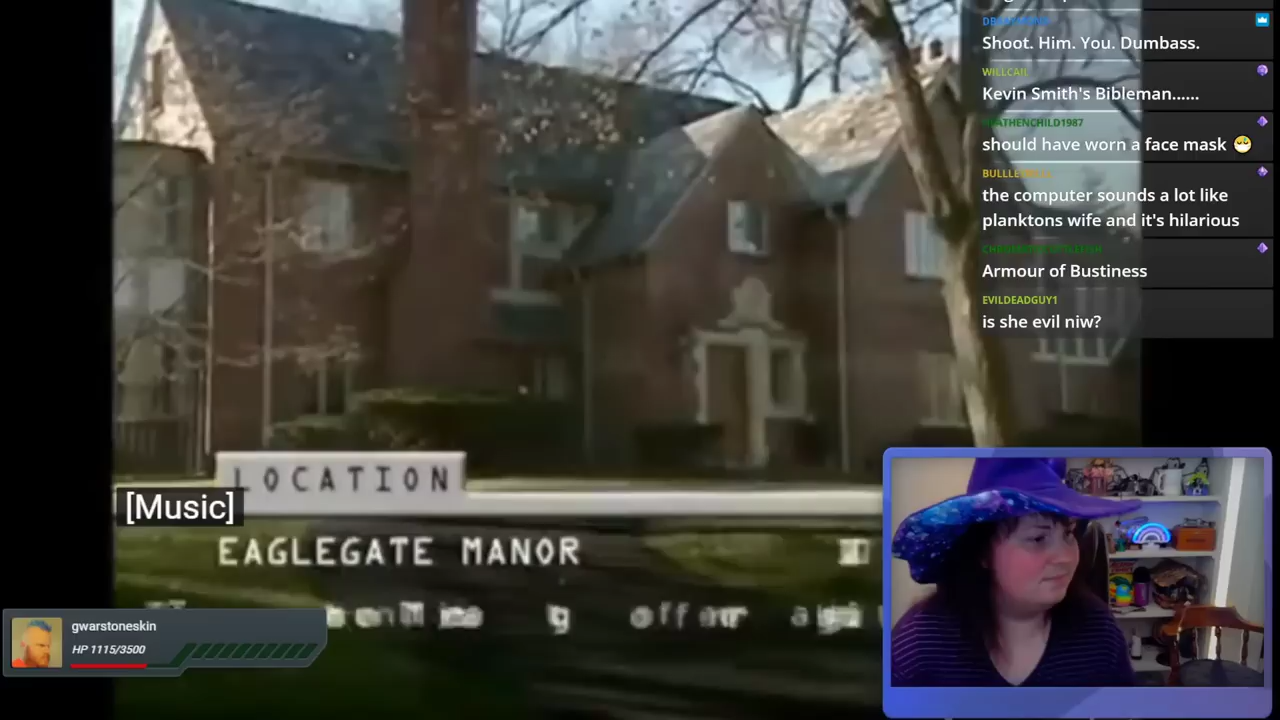 Shoot. Him. You. Dumbass.
WILLCAIL
Kevin Smith's Bibleman......
should have worn a face mask 😷
the computer sounds a lot like
planktons wife and it's hilarious
Armour of Bustiness
EVILDEADGUY1
is she evil niw?
LOCATION
[Music]
EAGLEGATE MANOR
gwarstoneskin
HP 1115/3500